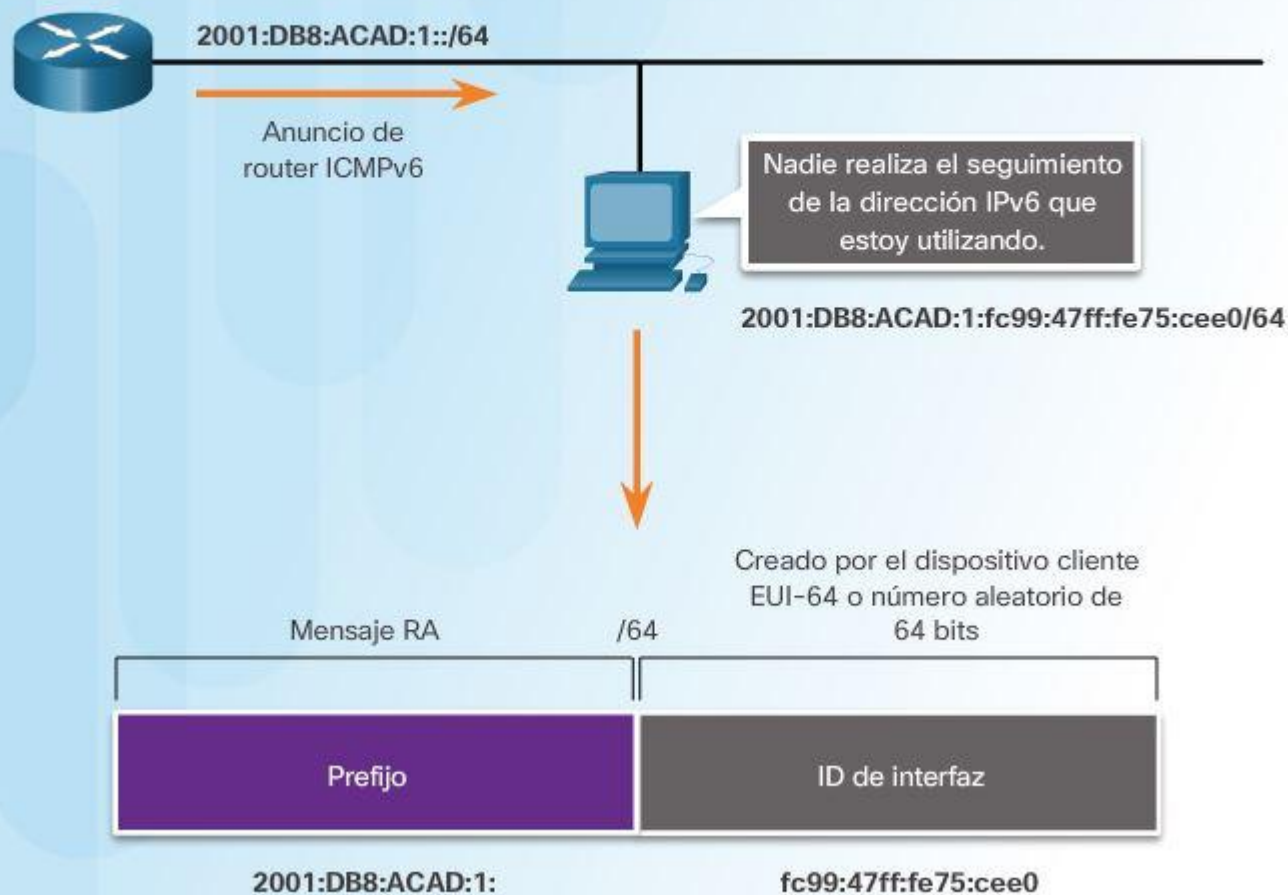 2001:DB8:ACAD:1::/64
Anuncio de
router ICMPv6
Nadie realiza el seguimiento
de la dirección IPv6 que
estoy utilizando.
2001:DB8:ACAD:1:fc99:47ff:fe75:cee0/64
Creado por el dispositivo cliente
EUI-64 o número aleatorio de
64 bits
Mensaje RA
/64
Prefijo
ID de interfaz
2001:DB8:ACAD:1:
fc99:47ff:fe75:cee0